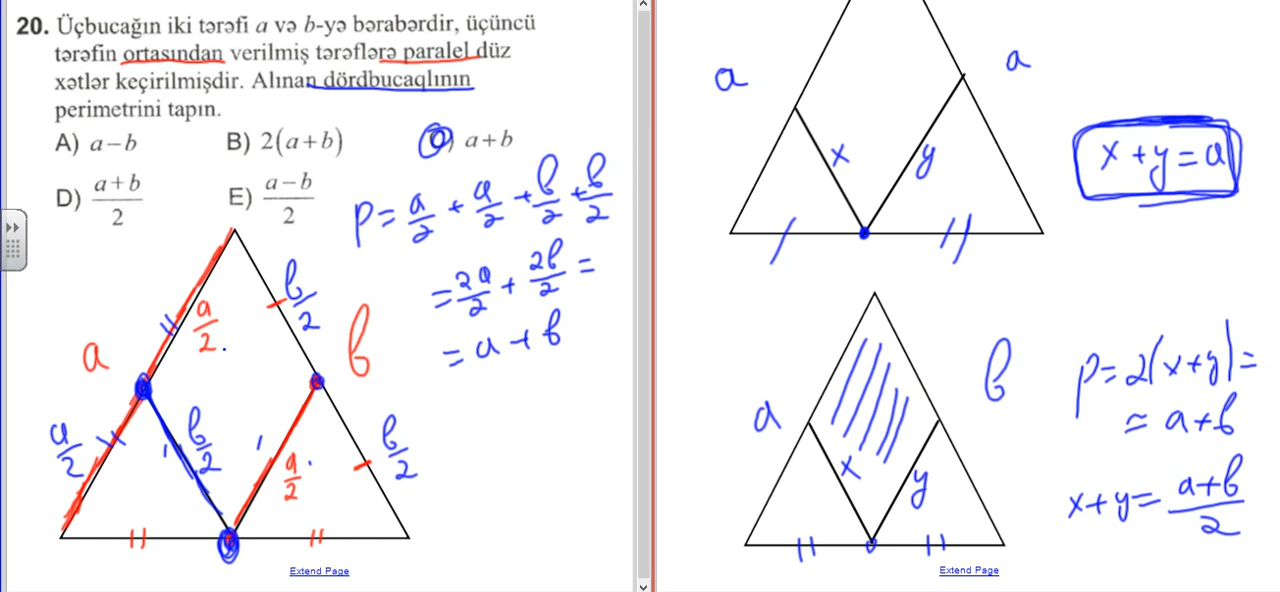 20. Üçbucağın iki tərəfi a və b-yə bərabərdir, üçüncü
tərəfin ortasından verilmiş tərəflərə paralel düz
xətlər keçirilmişdir. Alınan dördbucaqlının
perimetrini tapın.
A) a−b B) 2(a+b) C) a+b
D) a+b/2 E) a−b/2
P = a/2 + a/2 + b/2 + b/2
= 2a/2 + 2b/2 =
= a + b
a/2
b/2
a
b
a/2
b/2
a/2
b/2
Extend Page
a
a
x
y
x + y = a
a
b
x
y
P = 2(x+y) =
= a+b
x+y = a+b/2
Extend Page